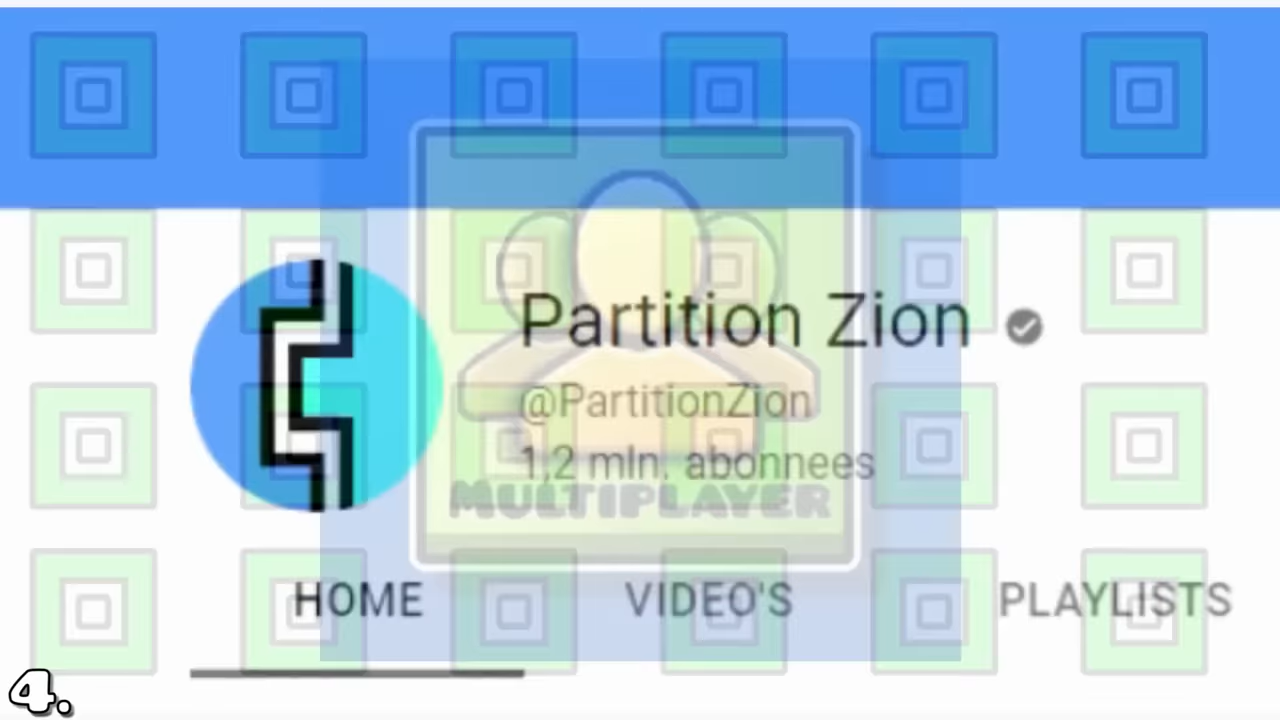 Partition Zion
@PartitionZion
1,2 mln. abonnees
MULTIPLAYER
HOME VIDEO'S PLAYLISTS
4.